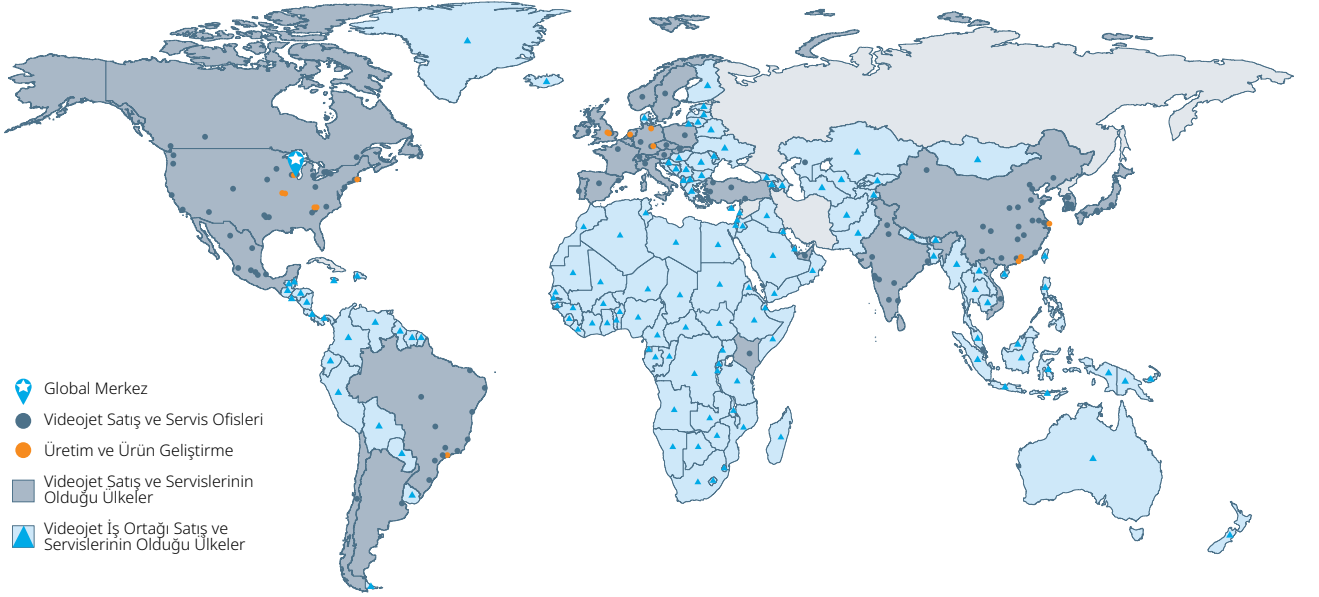 Global Merkez
Videojet Satış ve Servis Ofisleri
Üretim ve Ürün Geliştirme
Videojet Satış ve Servislerinin
Olduğu Ülkeler
Videojet İş Ortağı Satış ve
Servislerinin Olduğu Ülkeler